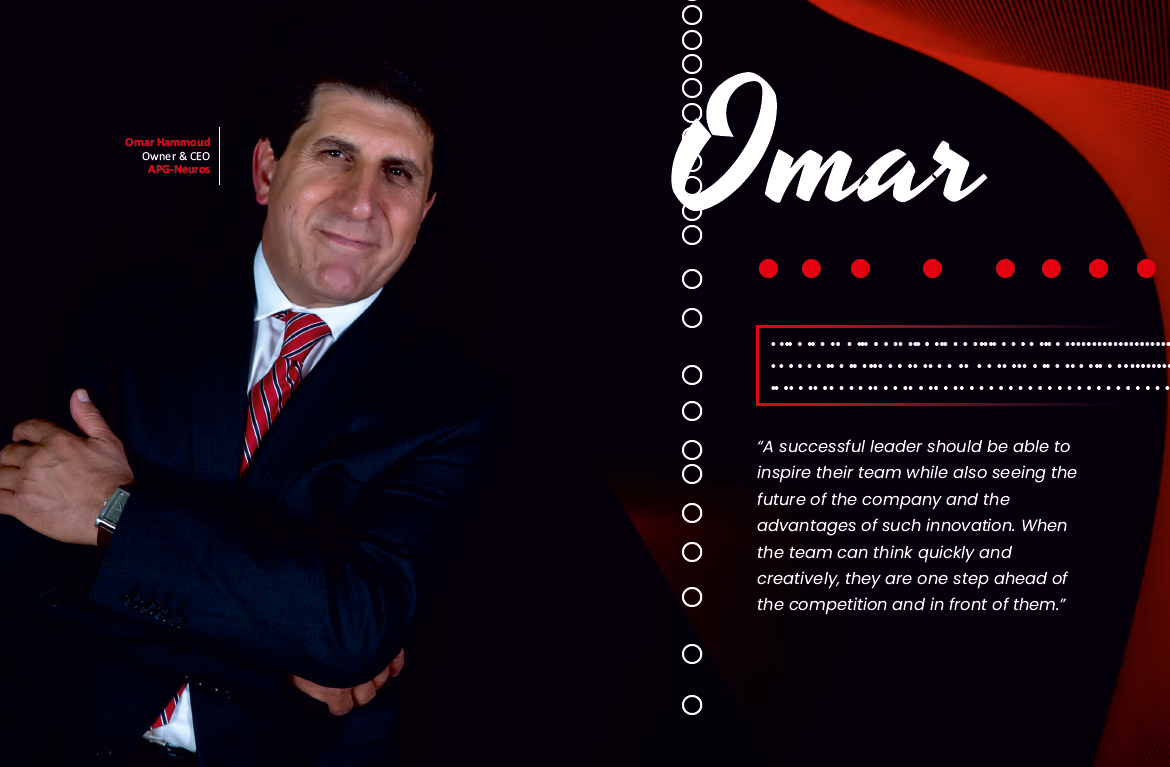 Omar Hammoud
Owner & CEO
APG-Neuros
Omar
“A successful leader should be able to
inspire their team while also seeing the
future of the company and the
advantages of such innovation. When
the team can think quickly and
creatively, they are one step ahead of
the competition and in front of them.”